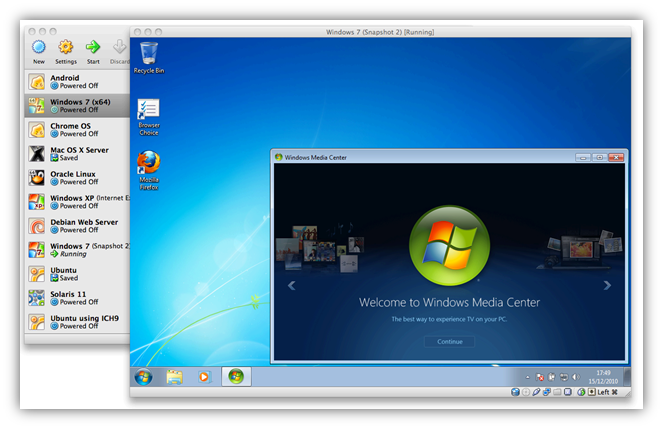 Windows 7 (Snapshot 2) [Running]
New Settings Start Discard
Android
Powered Off
Windows 7 (x64)
Powered Off
Chrome OS
Powered Off
Mac OS X Server
Saved
Oracle Linux
Powered Off
Windows XP (Internet E
Powered Off
Debian Web Server
Powered Off
Windows 7 (Snapshot 2)
Running
Ubuntu
Saved
Solaris 11
Powered Off
Ubuntu using ICH9
Powered Off
Recycle Bin
Browser
Choice
Mozilla
Firefox
Windows Media Center
Welcome to Windows Media Center
The best way to experience TV on your PC.
Continue
17:49
15/12/2010
Left ⌘